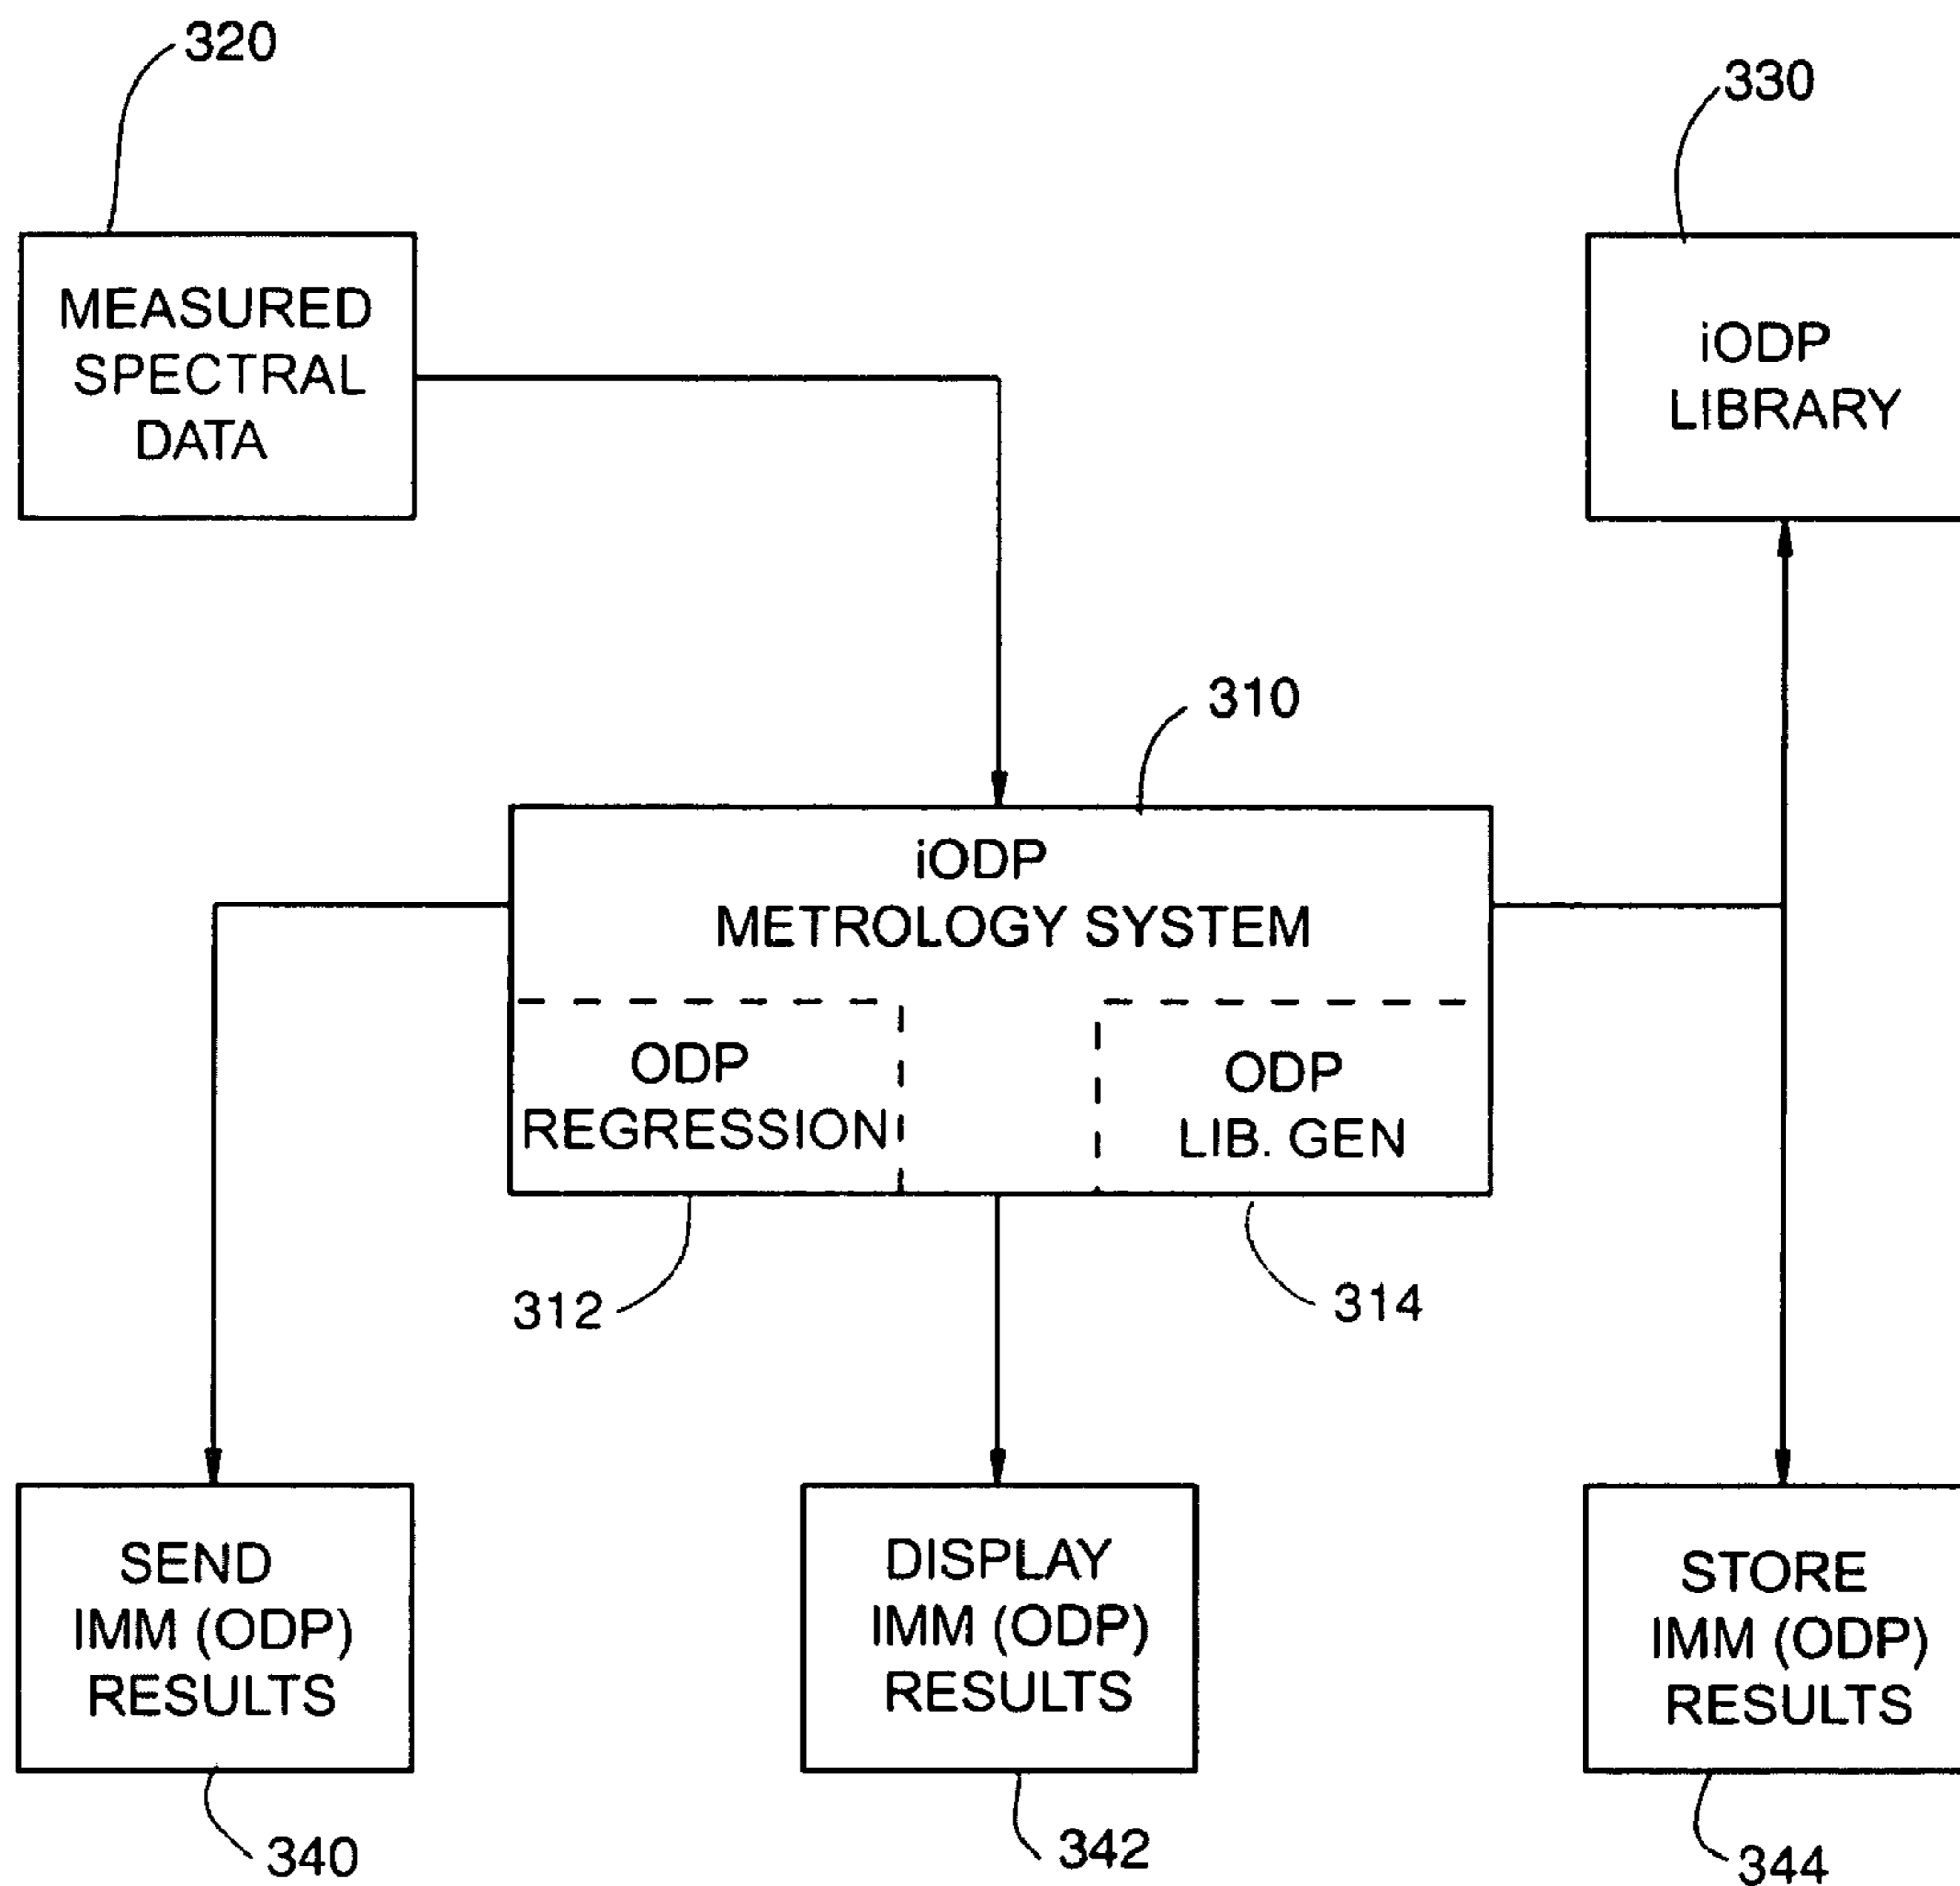 320
330
MEASURED
SPECTRAL
DATA
iODP
LIBRARY
310
iODP
METROLOGY SYSTEM
ODP
REGRESSION
ODP
LIB. GEN
312
314
SEND
IMM (ODP)
RESULTS
DISPLAY
IMM (ODP)
RESULTS
STORE
IMM (ODP)
RESULTS
340
342
344